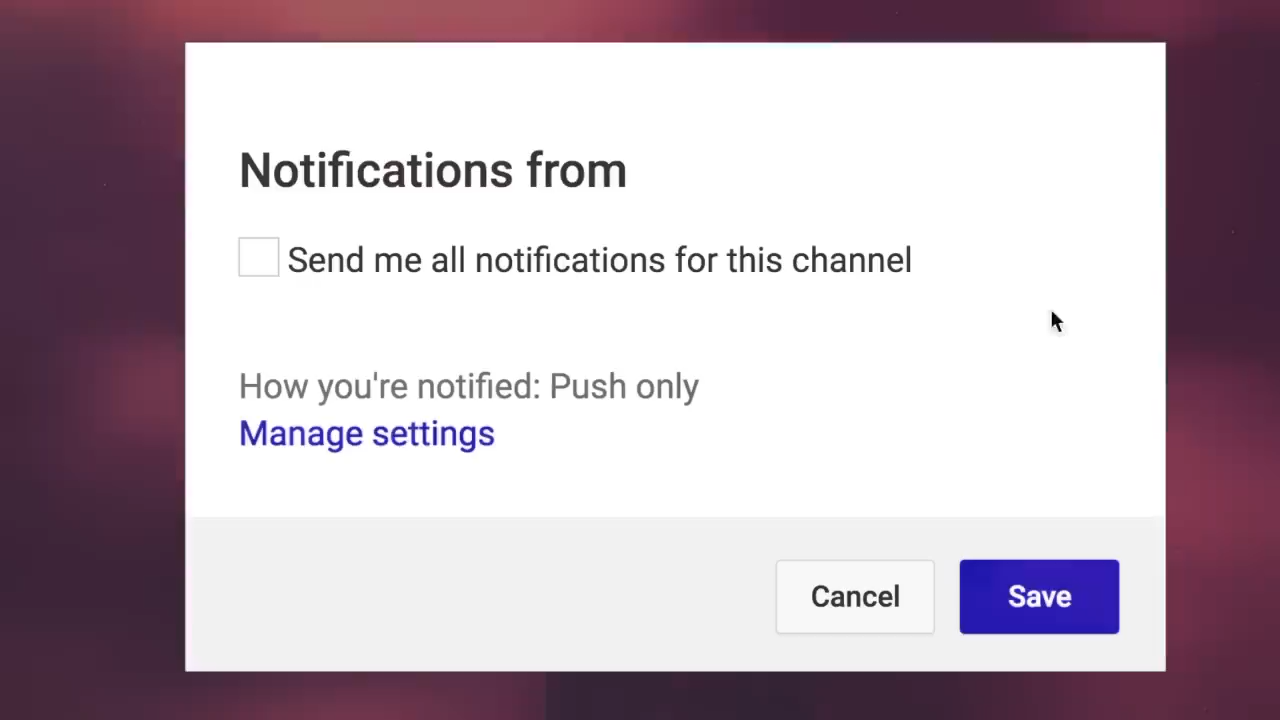 Notifications from
Send me all notifications for this channel
How you're notified: Push only
Manage settings
Cancel Save